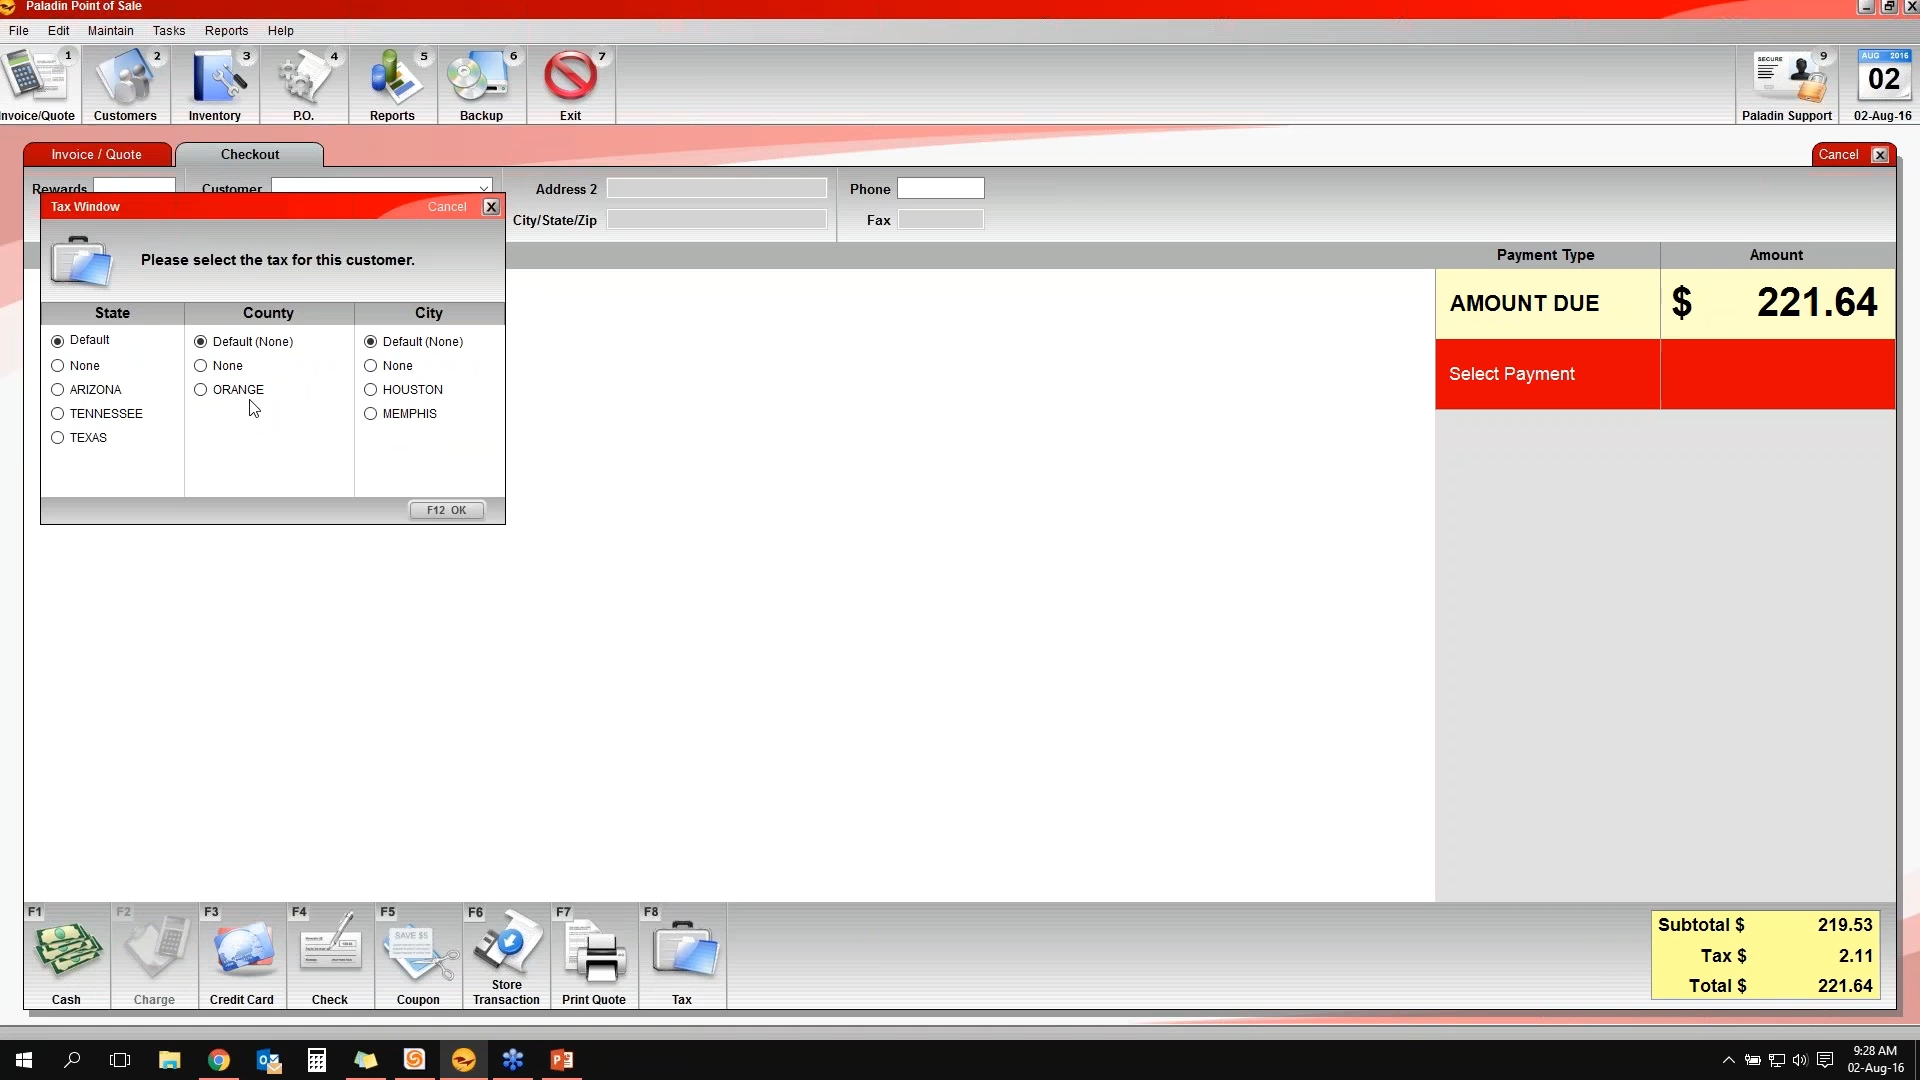 Paladin Point of Sale
File Edit Maintain Tasks Reports Help
1 2 3 4 5 6 7 SECURE 9 AUG 2016
02
nvoice/Quote Customers Inventory P.O. Reports Backup Exit Paladin Support 02-Aug-16
Invoice / Quote Checkout Cancel
Rewards Customer Address 2 Phone
Tax Window Cancel
City/State/Zip Fax
Please select the tax for this customer.
Payment Type Amount
AMOUNT DUE $ 221.64
State County City
Default Default (None) Default (None)
None None None
Select Payment
ARIZONA ORANGE HOUSTON
TENNESSEE MEMPHIS
TEXAS
F12 OK
F1 F2 F3 F4 F5 F6 F7 F8
SAVE $5
Subtotal $ 219.53
Tax $ 2.11
Total $ 221.64
Cash Charge Credit Card Check Coupon Store Transaction Print Quote Tax
9:28 AM
02-Aug-16